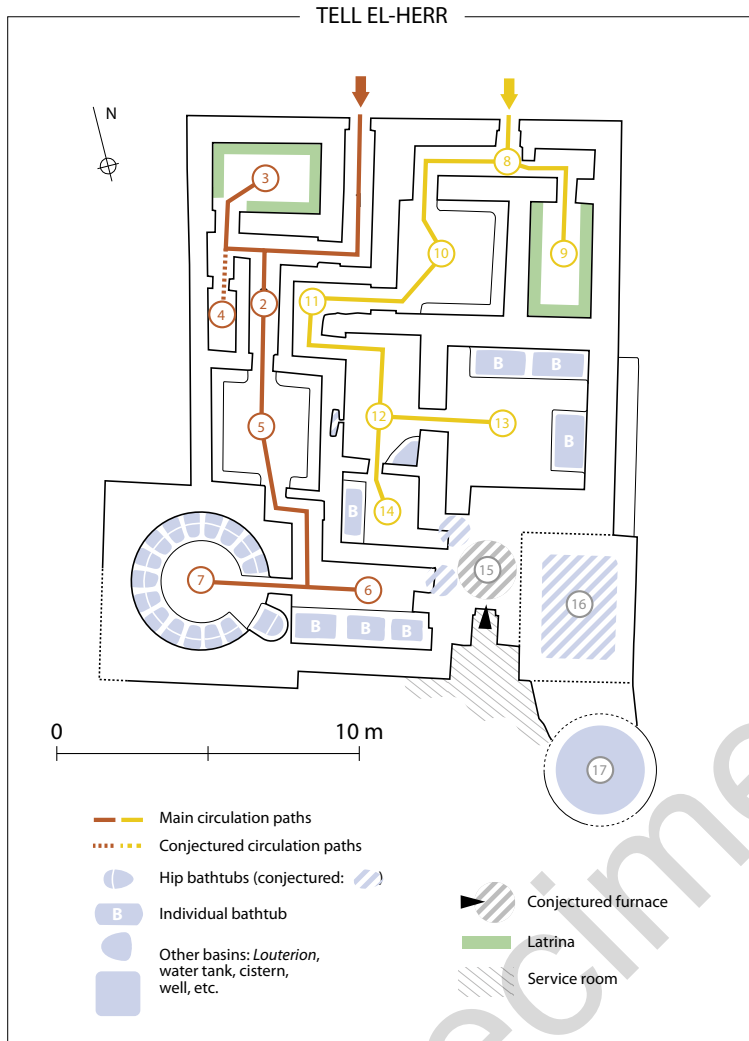 TELL EL-HERR
N
3
8
10
9
4
2
11
B
B
5
12
13
B
14
B
15
7
6
16
B
B
B
0
10 m
17
Main circulation paths
Conjectured circulation paths
Hip bathtubs (conjectured: )
B
Individual bathtub
Other basins: Louterion,
water tank, cistern,
well, etc.
Conjectured furnace
Latrina
Service room